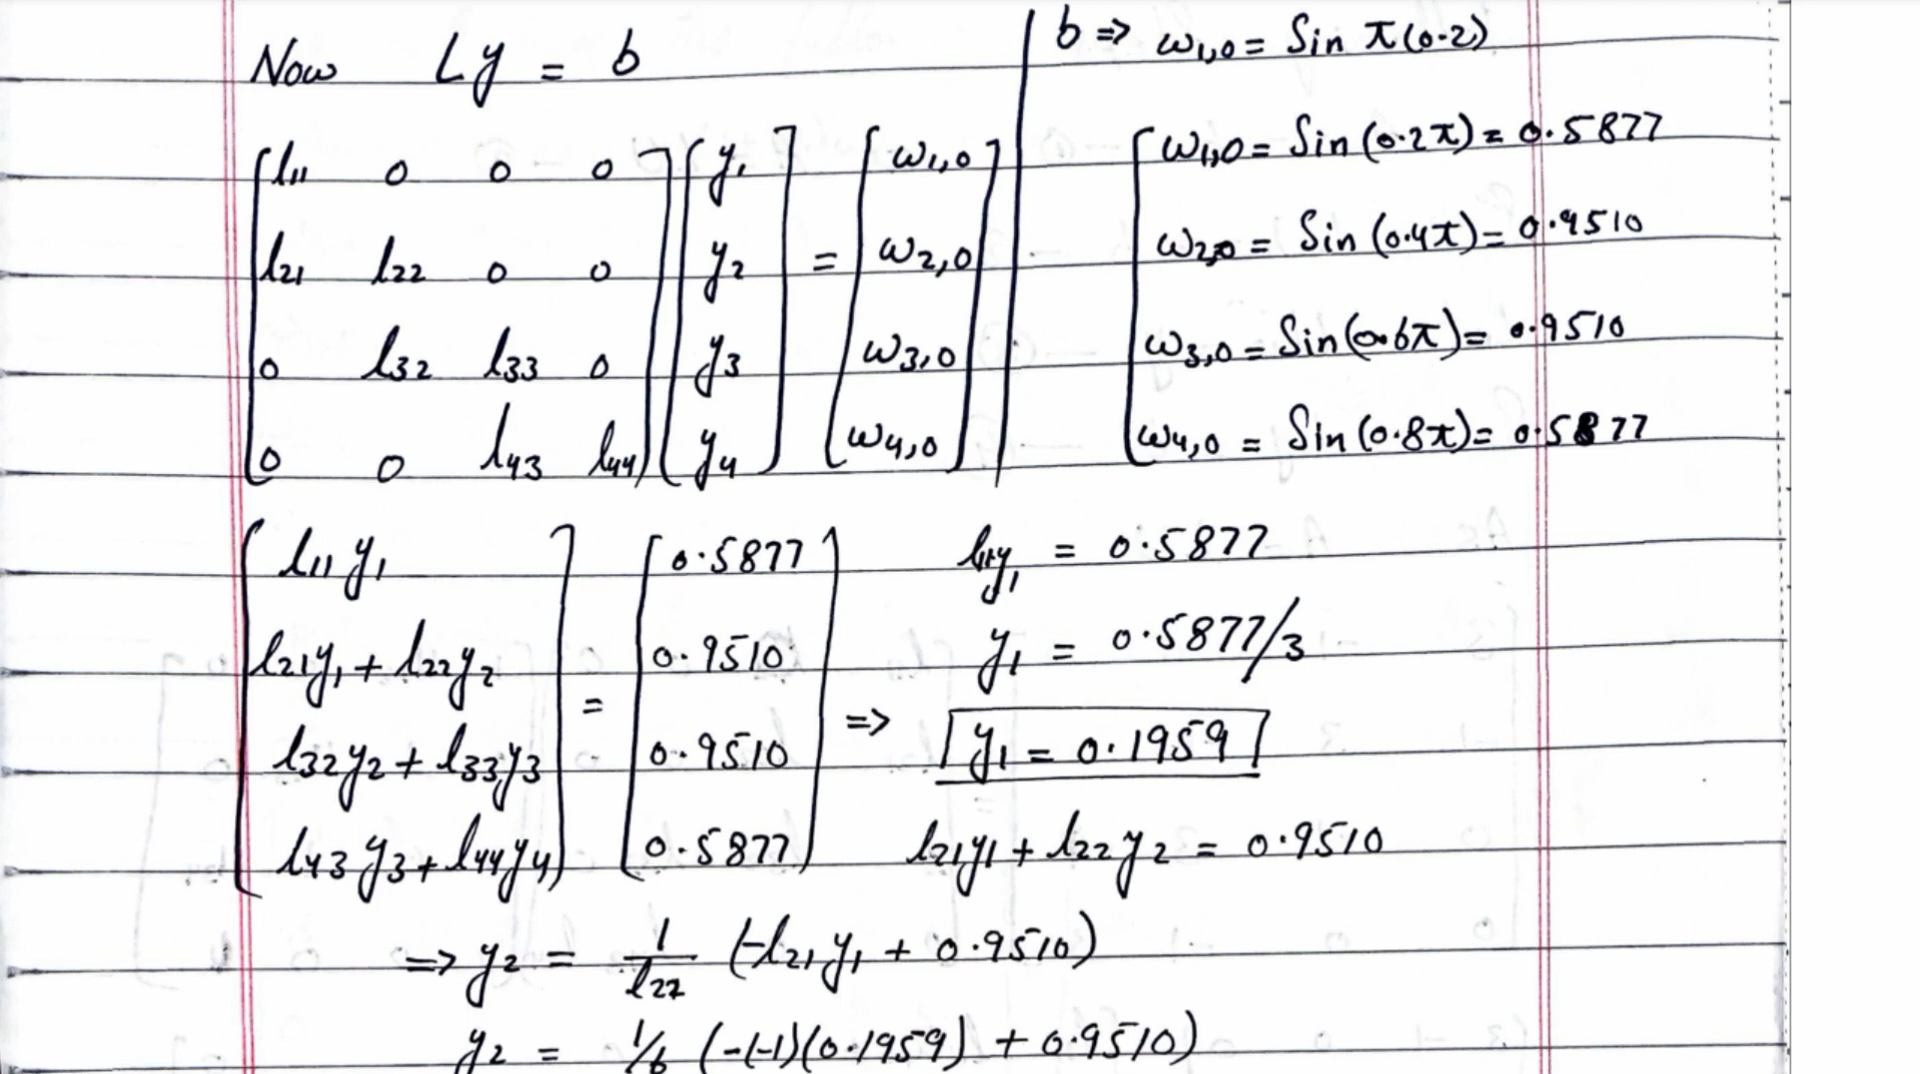 Now Ly = b
b => ω1,0 = Sin π(0.2)
[l11 0 0 0] [y1] = [ω1,0]
[l21 l22 0 0] [y2] = [ω2,0]
[0 l32 l33 0] [y3] = [ω3,0]
[0 0 l43 l44] [y4] = [ω4,0]
ω1,0 = Sin (0.2π) = 0.5877
ω2,0 = Sin (0.4π) = 0.9510
ω3,0 = Sin (0.6π) = 0.9510
ω4,0 = Sin (0.8π) = 0.5877
[l11 y1] = [0.5877]
[l21y1 + l22y2] = [0.9510]
[l32y2 + l33y3] = [0.9510]
[l43y3 + l44y4] = [0.5877]
=> l11y1 = 0.5877
y1 = 0.5877/3
y1 = 0.1959
l21y1 + l22y2 = 0.9510
=> y2 = 1/l22 (-l21y1 + 0.9510)
y2 = 1/6 (-(-1)(0.1959) + 0.9510)